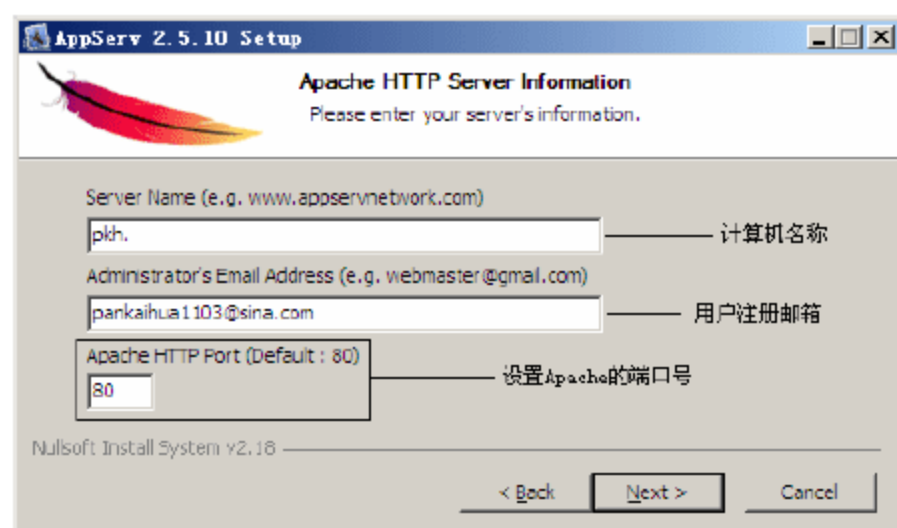 AppServ 2.5.10 Setup
Apache HTTP Server Information
Please enter your server's information.
Server Name (e.g. www.appservnetwork.com)
pkh.
计算机名称
Administrator's Email Address (e.g. webmaster@gmail.com)
pankaihua1103@sina.com
用户注册邮箱
Apache HTTP Port (Default : 80)
80
设置Apache的端口号
Nullsoft Install System v2.18
< Back Next > Cancel